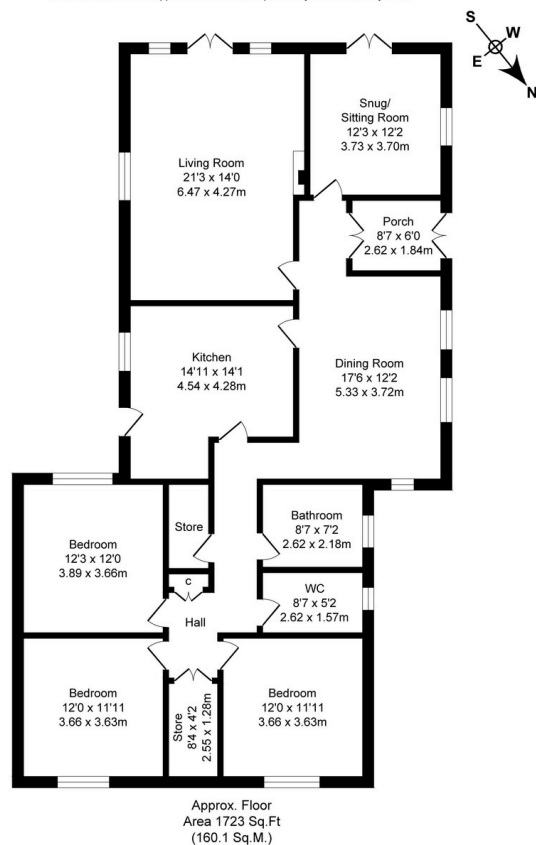 S
W
E
N
Snug/
Sitting Room
12'3 x 12'2
3.73 x 3.70m
Living Room
21'3 x 14'0
6.47 x 4.27m
Porch
8'7 x 6'0
2.62 x 1.84m
Kitchen
14'11 x 14'1
4.54 x 4.28m
Dining Room
17'6 x 12'2
5.33 x 3.72m
Store
Bathroom
8'7 x 7'2
2.62 x 2.18m
Bedroom
12'3 x 12'0
3.89 x 3.66m
c
WC
8'7 x 5'2
2.62 x 1.57m
Hall
Bedroom
12'0 x 11'11
3.66 x 3.63m
Store
8'4 x 4'2
2.55 x 1.28m
Bedroom
12'0 x 11'11
3.66 x 3.63m
Approx. Floor
Area 1723 Sq.Ft
(160.1 Sq.M.)